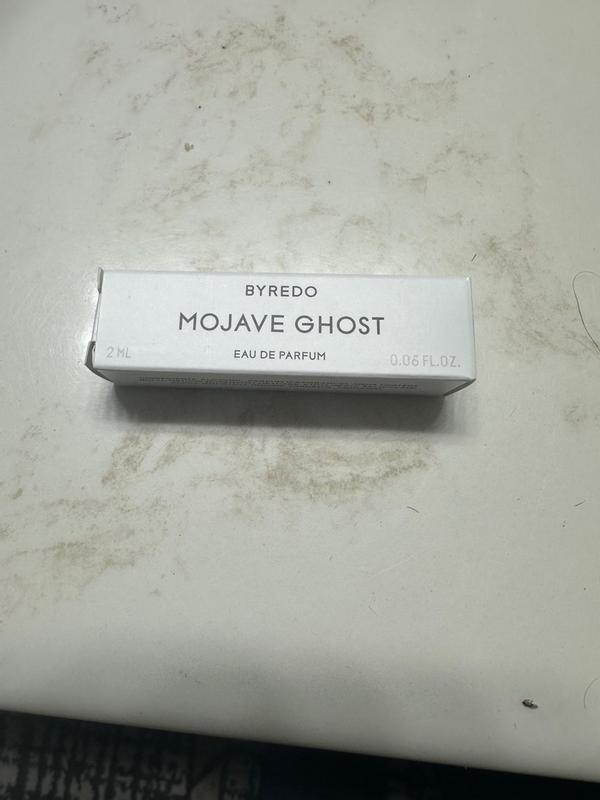 BYREDO
MOJAVE GHOST
2 ML EAU DE PARFUM 0.06 FL.OZ.